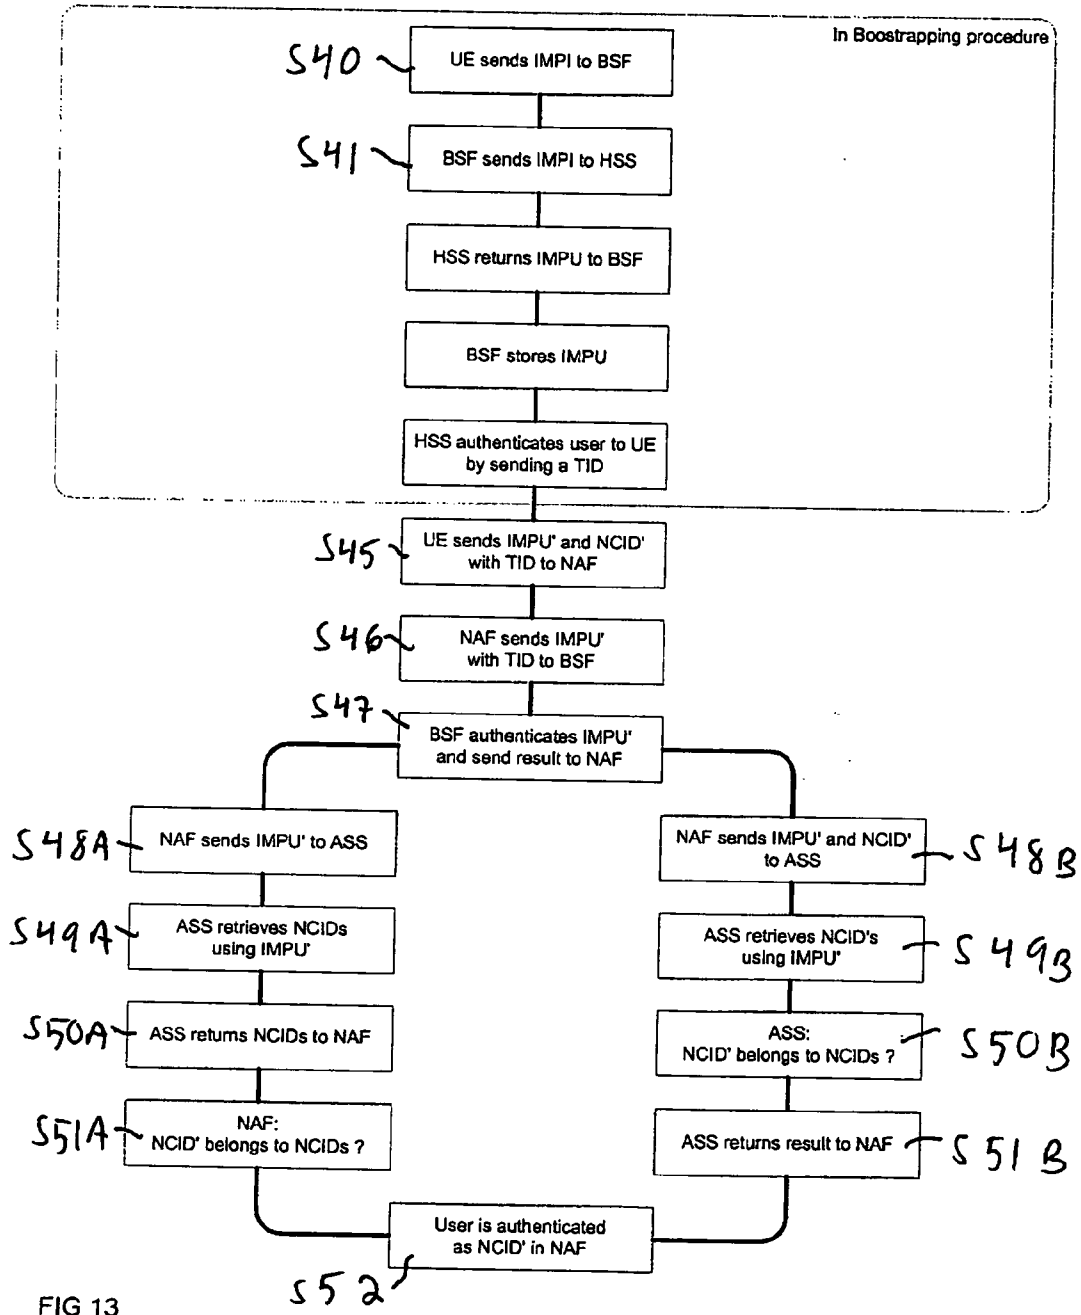 In Boostrapping procedure
S40
UE sends IMPI to BSF
S41
BSF sends IMPI to HSS
HSS returns IMPU to BSF
BSF stores IMPU
HSS authenticates user to UE
by sending a TID
S45
UE sends IMPU' and NCID'
with TID to NAF
S46
NAF sends IMPU'
with TID to BSF
S47
BSF authenticates IMPU'
and send result to NAF
S48A
NAF sends IMPU' to ASS
S49A
ASS retrieves NCIDs
using IMPU'
S50A
ASS returns NCIDs to NAF
S51A
NAF:
NCID' belongs to NCIDs ?
NAF sends IMPU' and NCID'
to ASS
S48B
ASS retrieves NCID's
using IMPU'
S49B
ASS:
NCID' belongs to NCIDs ?
S50B
ASS returns result to NAF
S51B
User is authenticated
as NCID' in NAF
S52
FIG 13